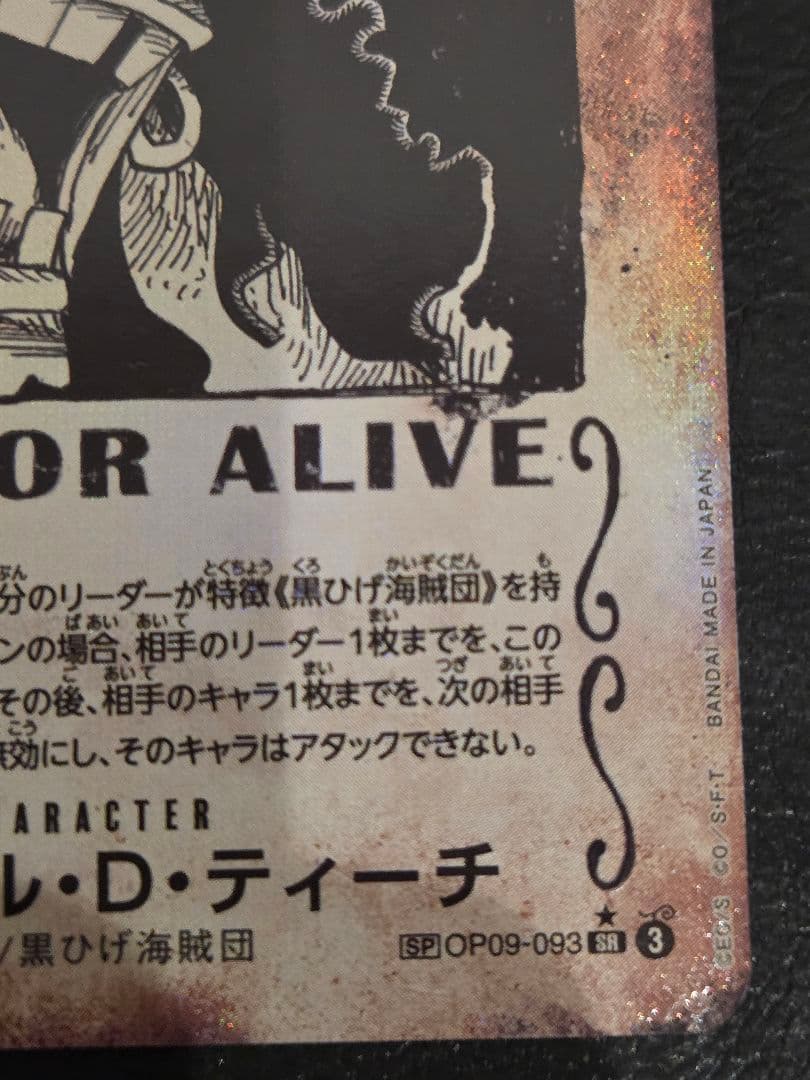 OR ALIVE
分のリーダーが特徴《黒ひげ海賊団》を持
ンの場合、相手のリーダー1枚までを、この
その後、相手のキャラ1枚までを、次の相手
無効にし、そのキャラはアタックできない。
ARACTER
ル・D・ティーチ
/黒ひげ海賊団
SP OP09-093 SR 3
©EC/S ©O/S・F・T BANDAI MADE IN JAPAN